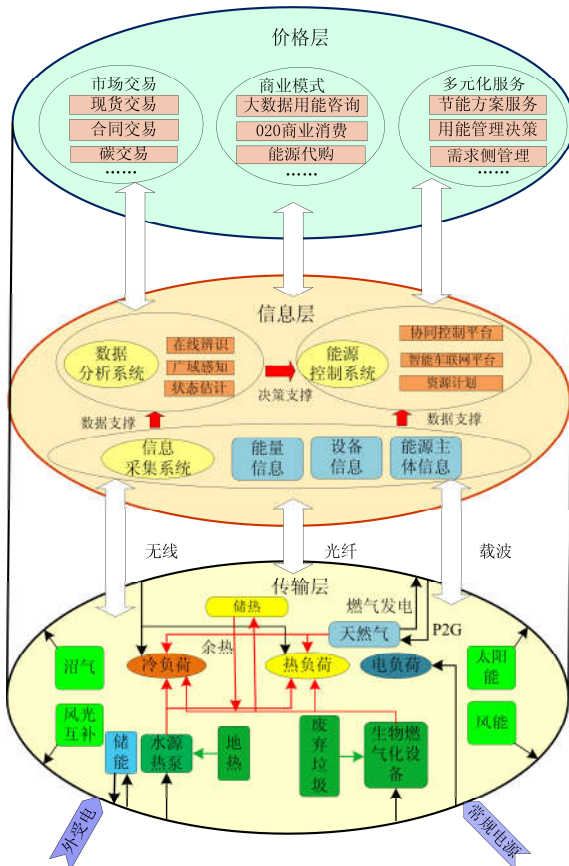 价格层
市场交易
现货交易
合同交易
碳交易
……
商业模式
大数据用能咨询
020商业消费
能源代购
……
多元化服务
节能方案服务
用能管理决策
需求侧管理
……
信息层
数据
分析系统
在线辨识
广域感知
状态估计
决策支撑
能源
控制系统
协同控制平台
智能车联网平台
资源计划
数据支撑
数据支撑
信息
采集系统
能量
信息
设备
信息
能源主
体信息
无线
光纤
载波
传输层
储热
燃气发电
天然气
P2G
余热
沼气
冷负荷
热负荷
电负荷
太阳
能
风光
互补
储
能
水源
热泵
地
热
废
弃
垃
圾
生物燃
气化设
备
风能
外受电
常规电源